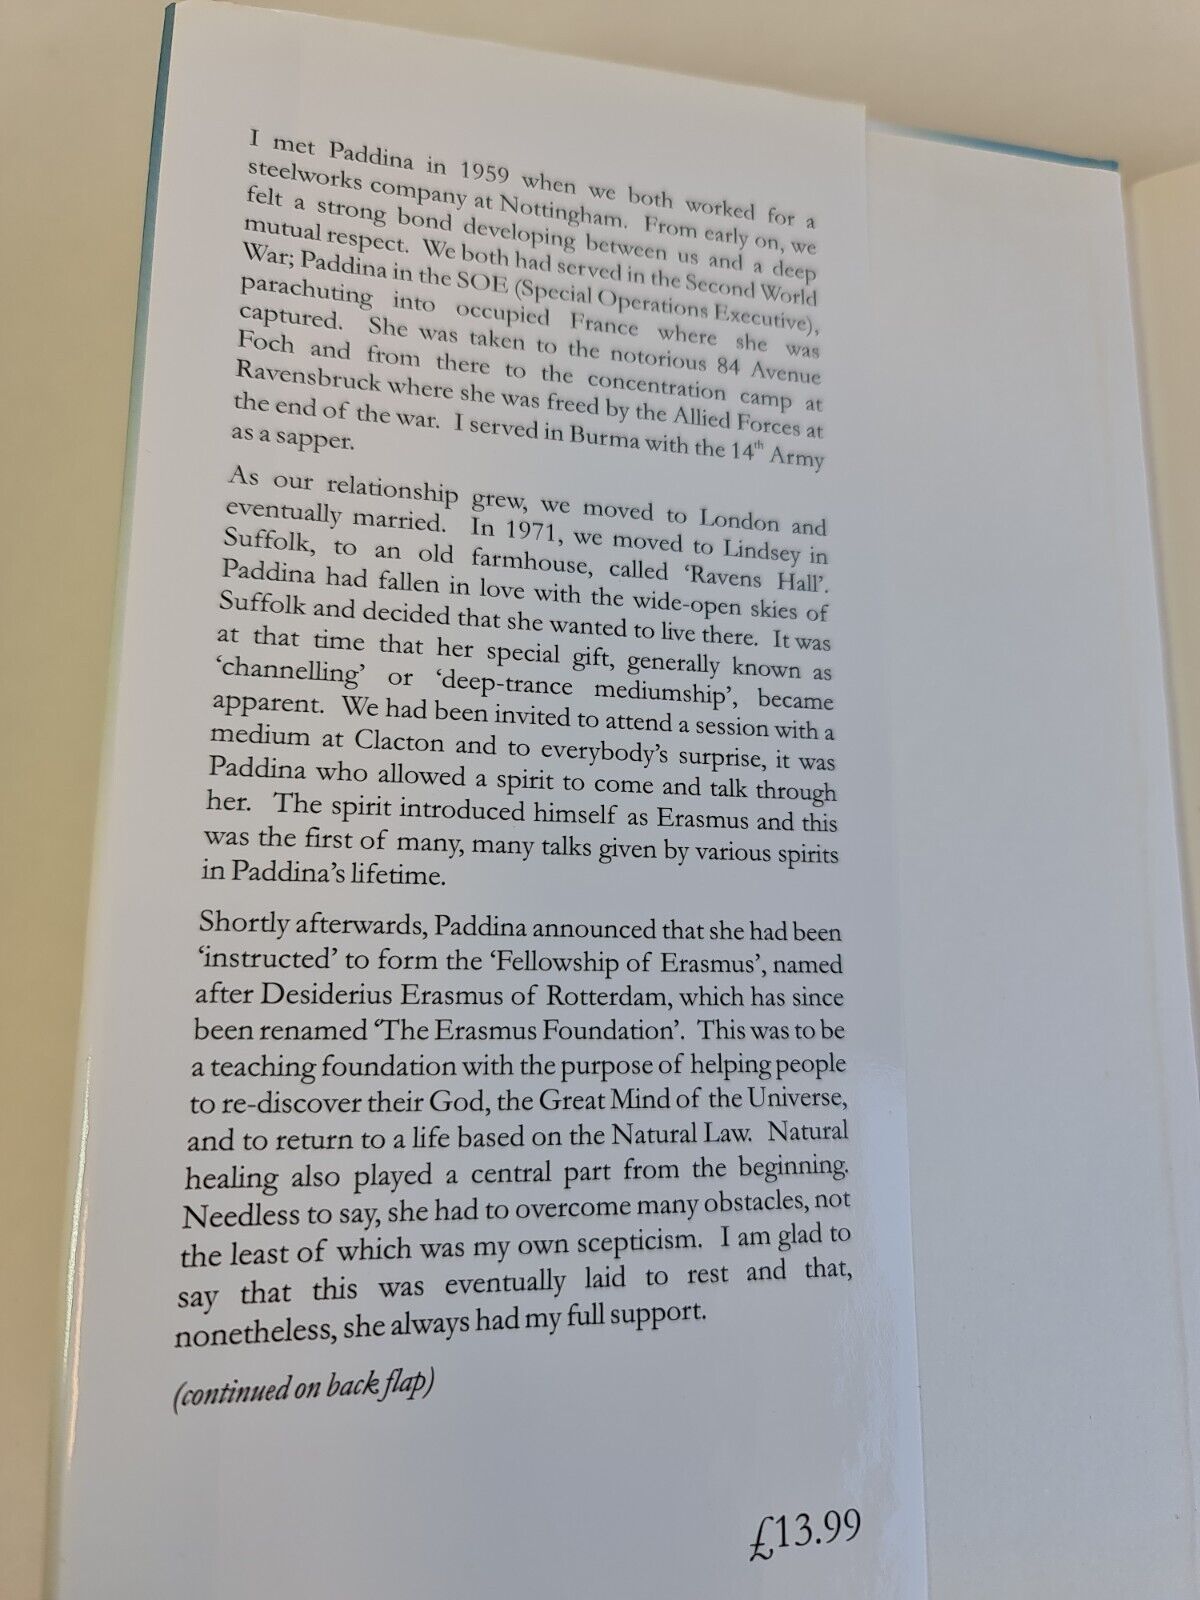 I met Paddina in 1959 when we both worked for a
steelworks company at Nottingham. From early on, we
felt a strong bond developing between us and a deep
mutual respect. We both had served in the Second World
War; Paddina in the SOE (Special Operations Executive),
parachuting into occupied France where she was
captured. She was taken to the notorious 84 Avenue
Foch and from there to the concentration camp at
Ravensbruck where she was freed by the Allied Forces at
the end of the war. I served in Burma with the 14th Army
as a sapper.
As our relationship grew, we moved to London and
eventually married. In 1971, we moved to Lindsey in
Suffolk, to an old farmhouse, called ‘Ravens Hall’.
Paddina had fallen in love with the wide-open skies of
Suffolk and decided that she wanted to live there. It was
at that time that her special gift, generally known as
‘channelling’ or ‘deep-trance mediumship’, became
apparent. We had been invited to attend a session with a
medium at Clacton and to everybody’s surprise, it was
Paddina who allowed a spirit to come and talk through
her. The spirit introduced himself as Erasmus and this
was the first of many, many talks given by various spirits
in Paddina’s lifetime.
Shortly afterwards, Paddina announced that she had been
‘instructed’ to form the ‘Fellowship of Erasmus’, named
after Desiderius Erasmus of Rotterdam, which has since
been renamed ‘The Erasmus Foundation’. This was to be
a teaching foundation with the purpose of helping people
to re-discover their God, the Great Mind of the Universe,
and to return to a life based on the Natural Law. Natural
healing also played a central part from the beginning.
Needless to say, she had to overcome many obstacles, not
the least of which was my own scepticism. I am glad to
say that this was eventually laid to rest and that,
nonetheless, she always had my full support.
(continued on back flap)
£13.99